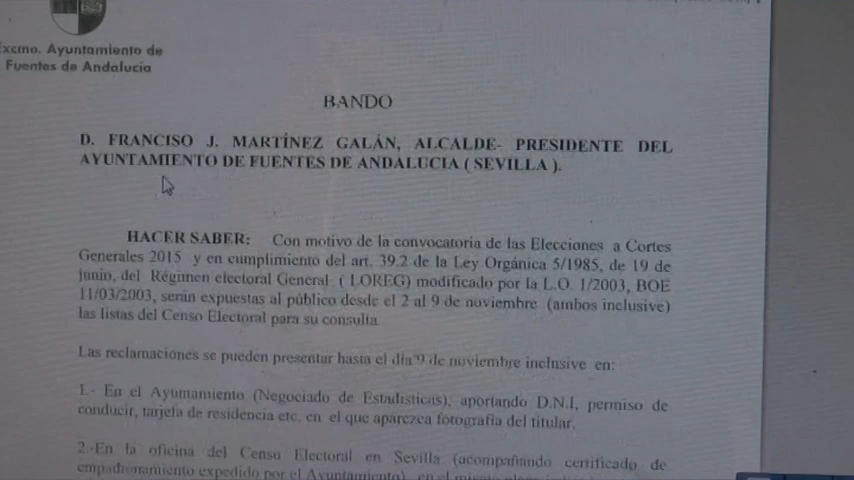 Excmo. Ayuntamiento de
Fuentes de Andalucía
BANDO
D. FRANCISO J. MARTÍNEZ GALÁN, ALCALDE- PRESIDENTE DEL
AYUNTAMIENTO DE FUENTES DE ANDALUCIA ( SEVILLA ).
HACER SABER: Con motivo de la convocatoria de las Elecciones a Cortes
Generales 2015 y en cumplimiento del art. 39.2 de la Ley Orgánica 5/1985, de 19 de
junio, del Régimen electoral General ( LOREG) modificado por la L.O. 1/2003, BOE
11/03/2003, serán expuestas al público desde el 2 al 9 de noviembre (ambos inclusive)
las listas del Censo Electoral para su consulta.
Las reclamaciones se pueden presentar hasta el día 9 de noviembre inclusive en:
1.- En el Ayumamiento (Negociado de Estadísticas), aportando D.N.I, permiso de
conducir, tarjeta de residencia etc. en el que aparezca fotografía del titular.
2.-En la oficina del Censo Electoral en Sevilla (acompañando certificado de
empadronamiento expedido por el Ayuntamiento), en el mismo plazo